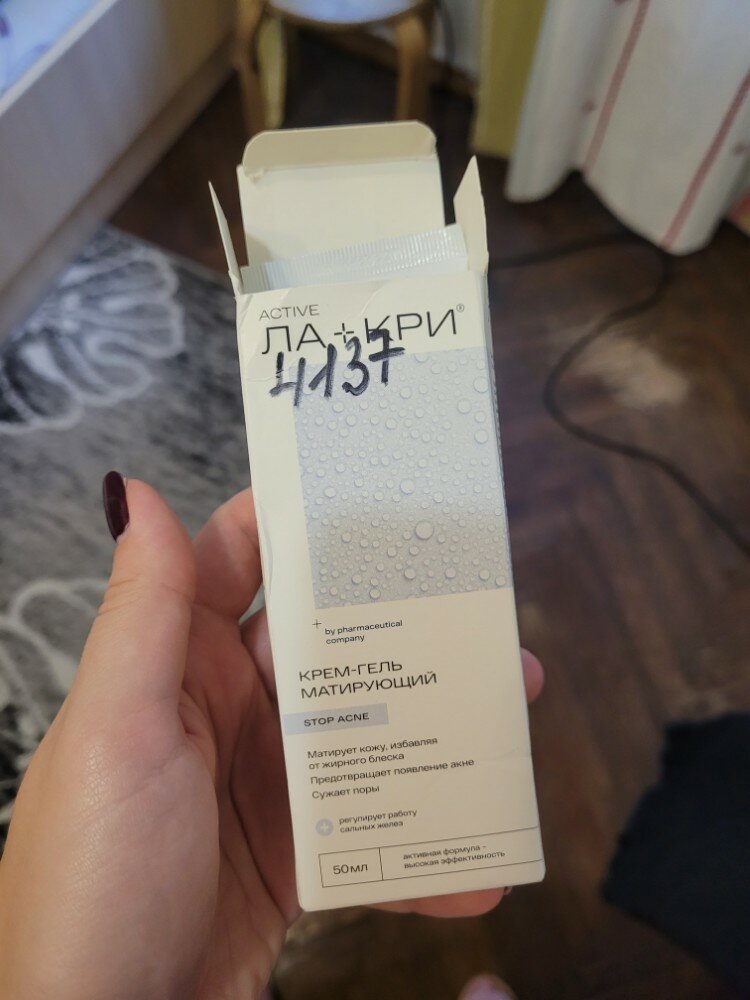 ACTIVE
ЛА+КРИ®
4137
by pharmaceutical
company
КРЕМ-ГЕЛЬ
МАТИРУЮЩИЙ
STOP ACNE
Матирует кожу, избавляя
от жирного блеска
Предотвращает появление акне
Сужает поры
регулирует работу
сальных желез
50мл
активная формула –
высокая эффективность